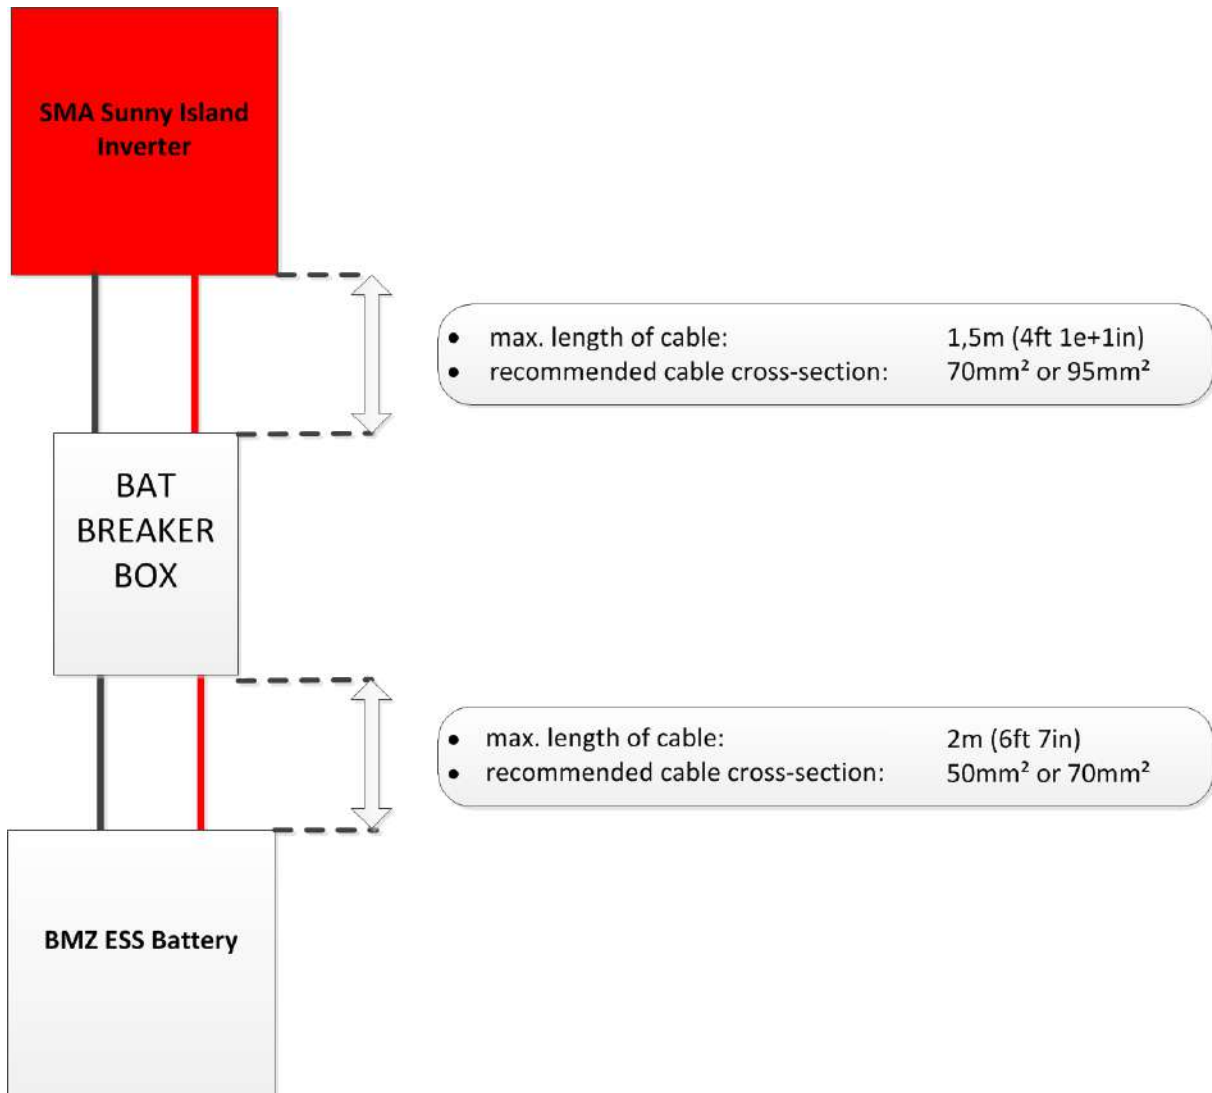 SMA Sunny Island
Inverter
• max. length of cable: 1,5m (4ft 1e+1in)
• recommended cable cross-section: 70mm² or 95mm²
BAT
BREAKER
BOX
• max. length of cable: 2m (6ft 7in)
• recommended cable cross-section: 50mm² or 70mm²
BMZ ESS Battery